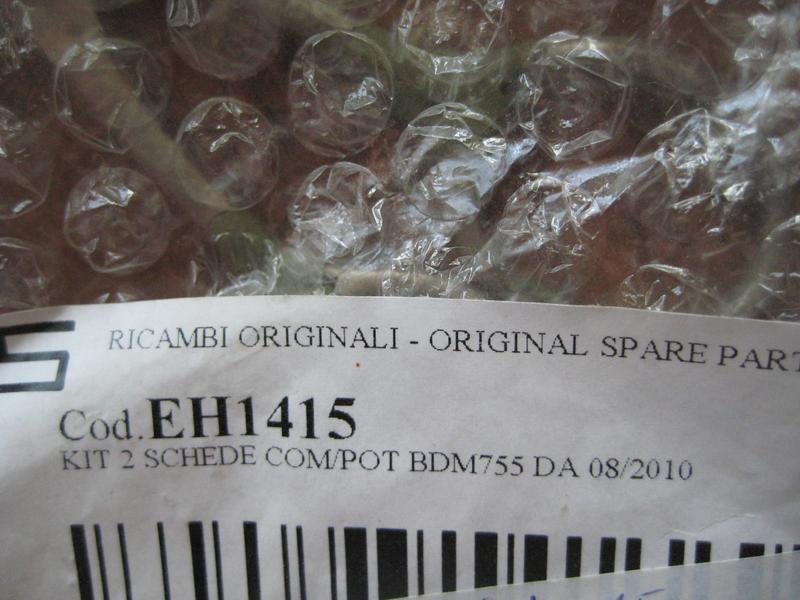 RICAMBI ORIGINALI - ORIGINAL SPARE PART
Cod.EH1415
KIT 2 SCHEDE COM/POT BDM755 DA 08/2010